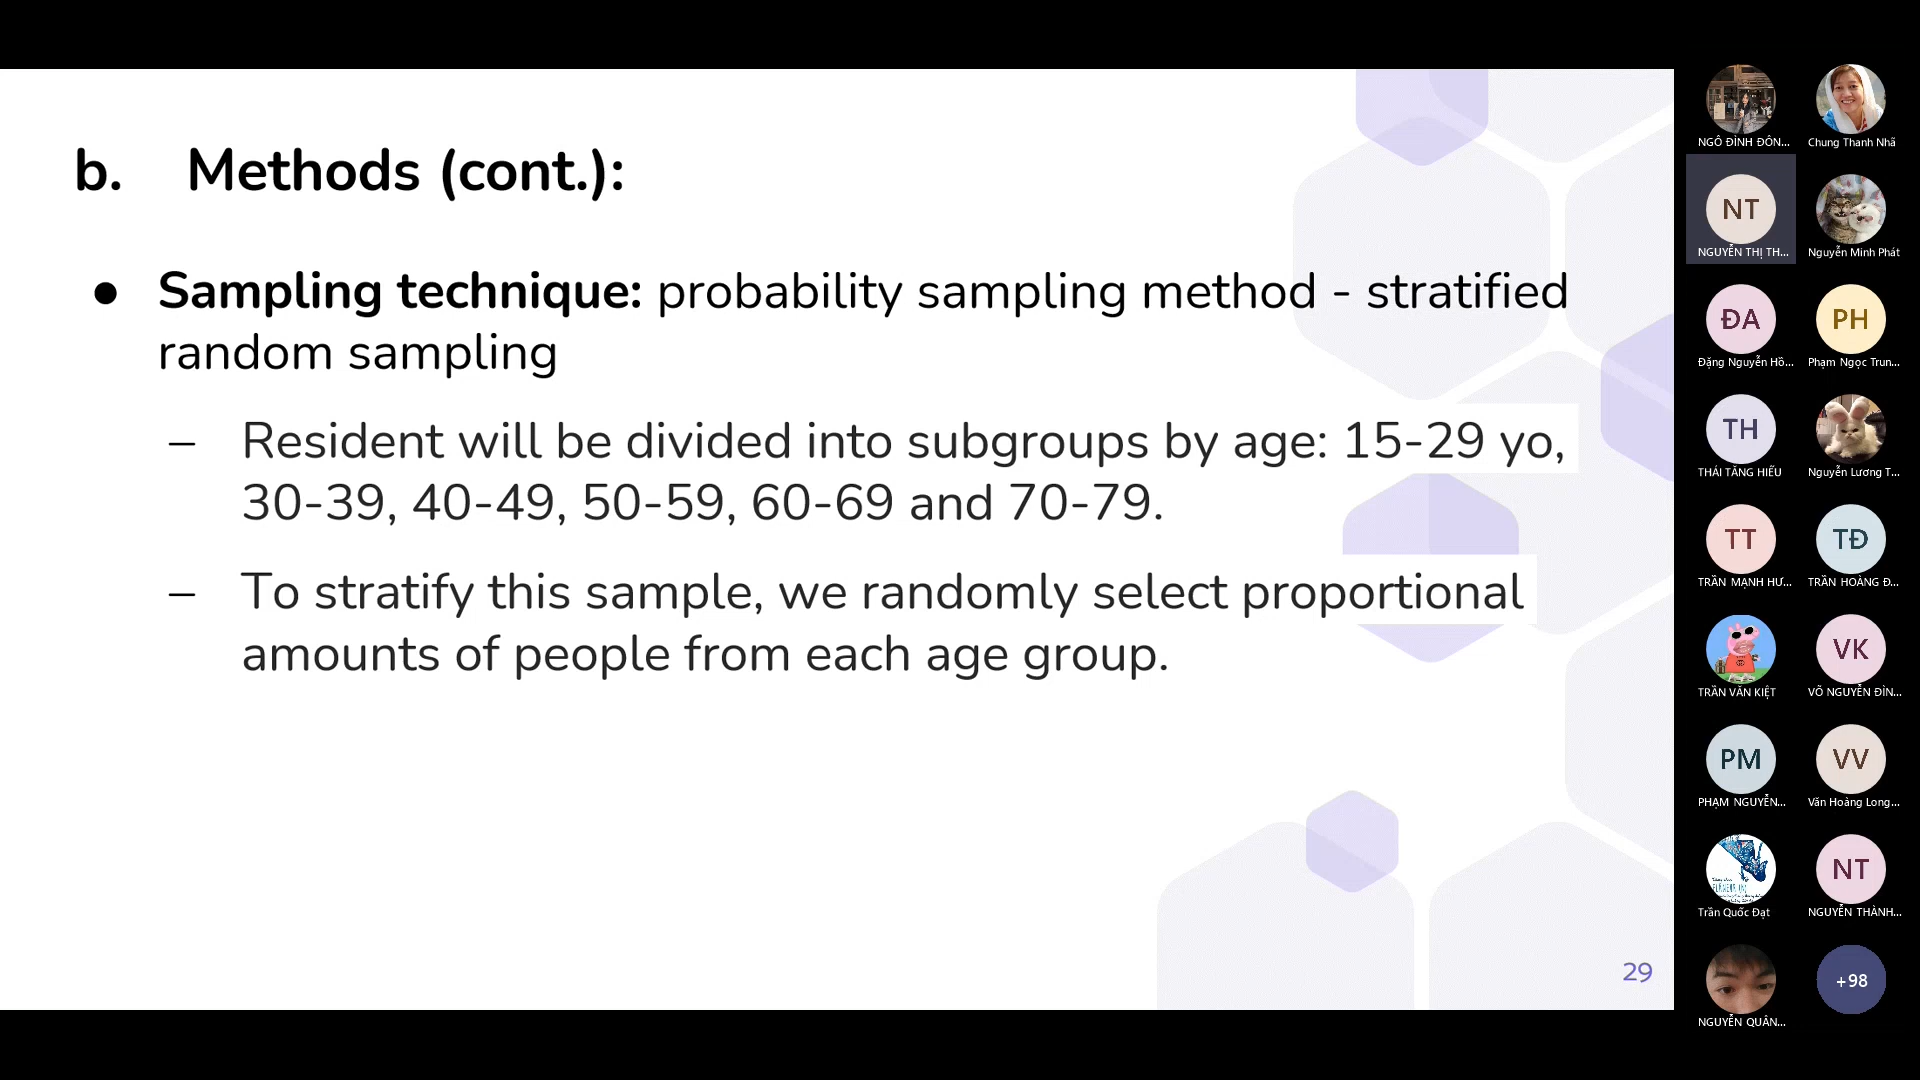 b. Methods (cont.):
● Sampling technique: probability sampling method - stratified
random sampling
– Resident will be divided into subgroups by age: 15-29 yo,
30-39, 40-49, 50-59, 60-69 and 70-79.
– To stratify this sample, we randomly select proportional
amounts of people from each age group.
29
NGÔ ĐÌNH ĐÔN...
Chung Thanh Nhã
NT
NGUYỄN THỊ TH...
Nguyễn Minh Phát
ĐA
Đặng Nguyễn Hồ...
PH
Phạm Ngọc Trun...
TH
THÁI TĂNG HIẾU
Nguyễn Lương T...
TT
TRẦN MẠNH HƯ...
TĐ
TRẦN HOÀNG Đ...
TRẦN VĂN KIỆT
VK
VÕ NGUYỄN ĐÌN...
PM
PHẠM NGUYỄN...
VV
Văn Hoàng Long...
Trần Quốc Đạt
NT
NGUYỄN THÀNH...
NGUYỄN QUÂN...
+98